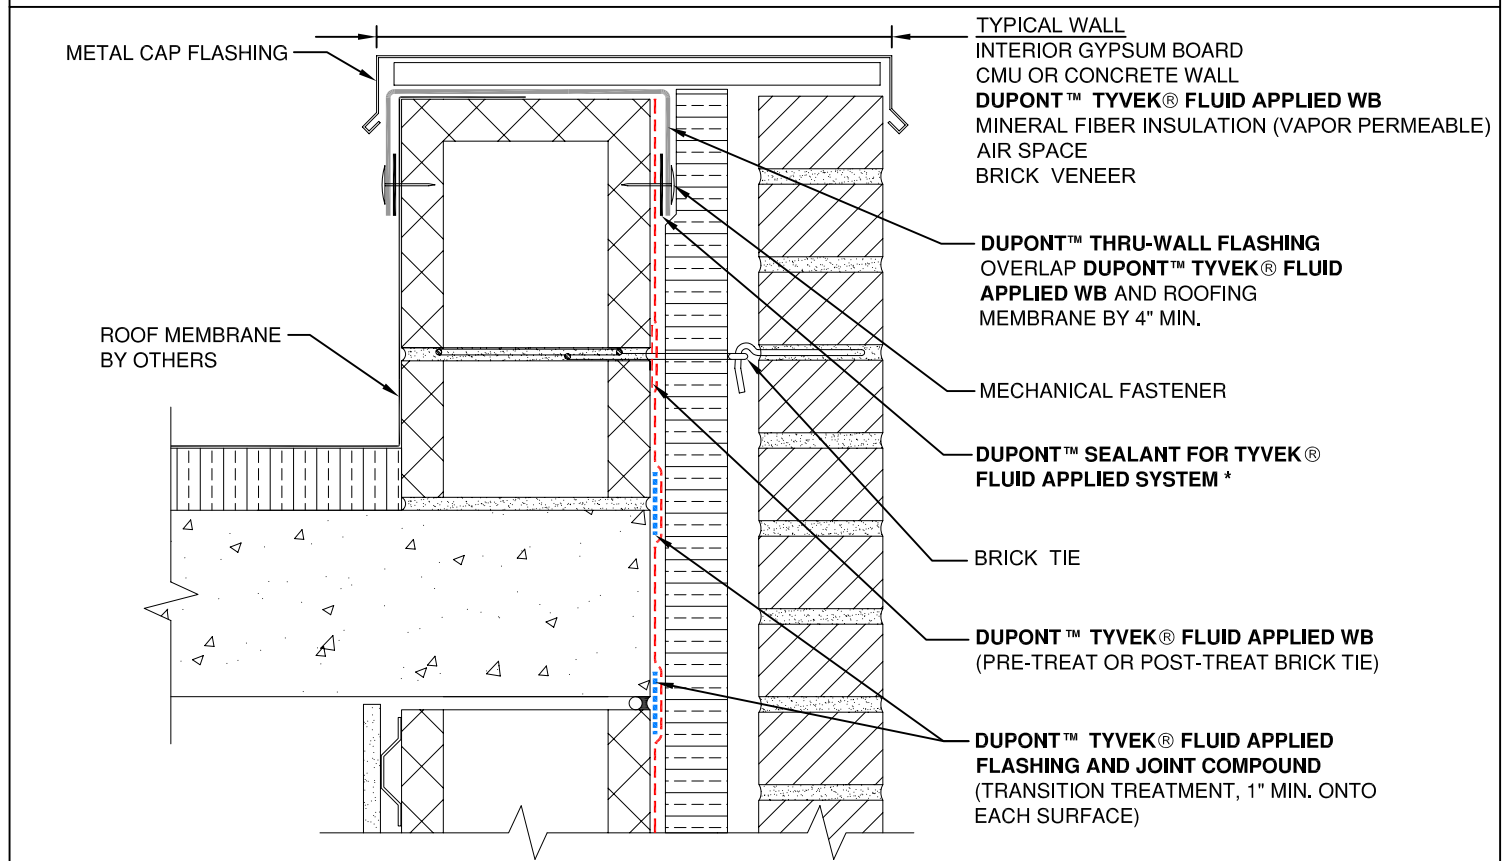 METAL CAP FLASHING
TYPICAL WALL
INTERIOR GYPSUM BOARD
CMU OR CONCRETE WALL
DUPONT™ TYVEK® FLUID APPLIED WB
MINERAL FIBER INSULATION (VAPOR PERMEABLE)
AIR SPACE
BRICK VENEER
DUPONT™ THRU-WALL FLASHING
OVERLAP DUPONT™ TYVEK® FLUID
APPLIED WB AND ROOFING
MEMBRANE BY 4" MIN.
ROOF MEMBRANE
BY OTHERS
MECHANICAL FASTENER
DUPONT™ SEALANT FOR TYVEK®
FLUID APPLIED SYSTEM *
BRICK TIE
DUPONT™ TYVEK® FLUID APPLIED WB
(PRE-TREAT OR POST-TREAT BRICK TIE)
DUPONT™ TYVEK® FLUID APPLIED
FLASHING AND JOINT COMPOUND
(TRANSITION TREATMENT, 1" MIN. ONTO
EACH SURFACE)